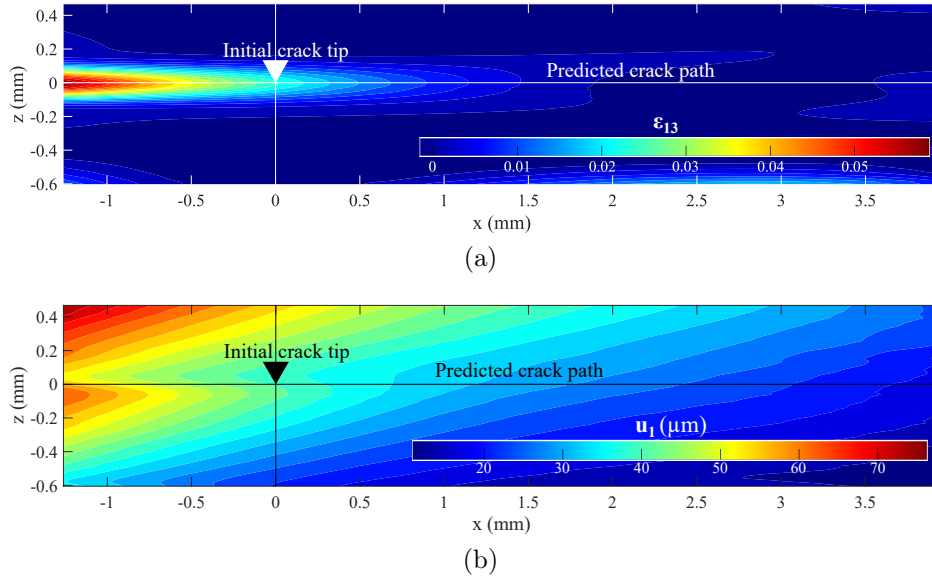 0.4
0.2
0
-0.2
-0.4
-0.6
z (mm)
Initial crack tip
Predicted crack path
ε13
0 0.01 0.02 0.03 0.04 0.05
-1 -0.5 0 0.5 1 1.5 2 2.5 3 3.5
x (mm)
(a)
0.4
0.2
0
-0.2
-0.4
-0.6
z (mm)
Initial crack tip
Predicted crack path
u1 (μm)
20 30 40 50 60 70
-1 -0.5 0 0.5 1 1.5 2 2.5 3 3.5
x (mm)
(b)